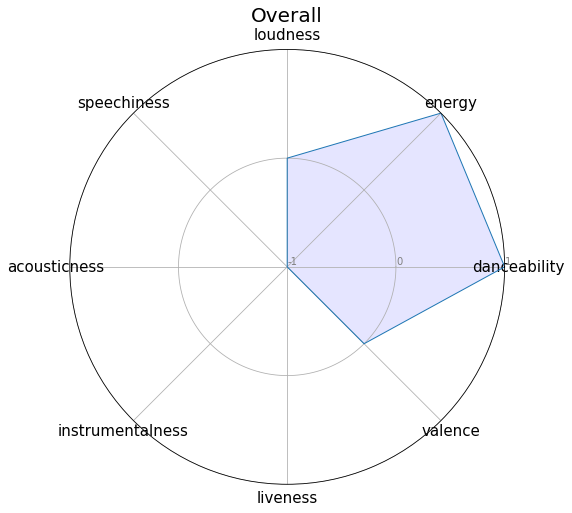 Overall
loudness
speechiness
energy
acousticness
-1
0
1
danceability
instrumentalness
valence
liveness